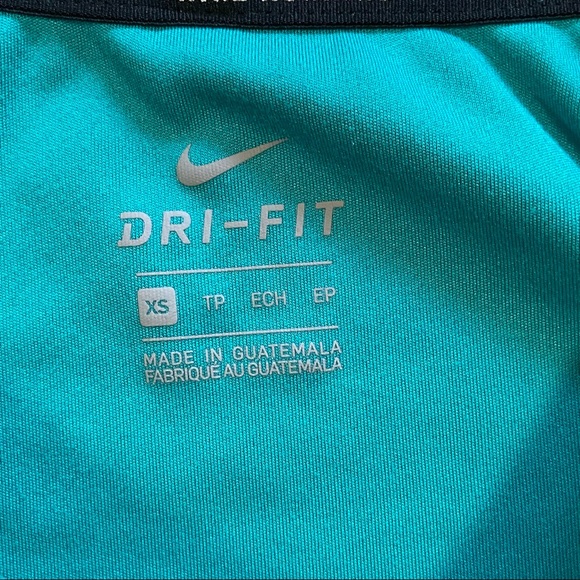 DRI-FIT
XS TP ECH EP
MADE IN GUATEMALA
FABRIQUÉ AU GUATEMALA